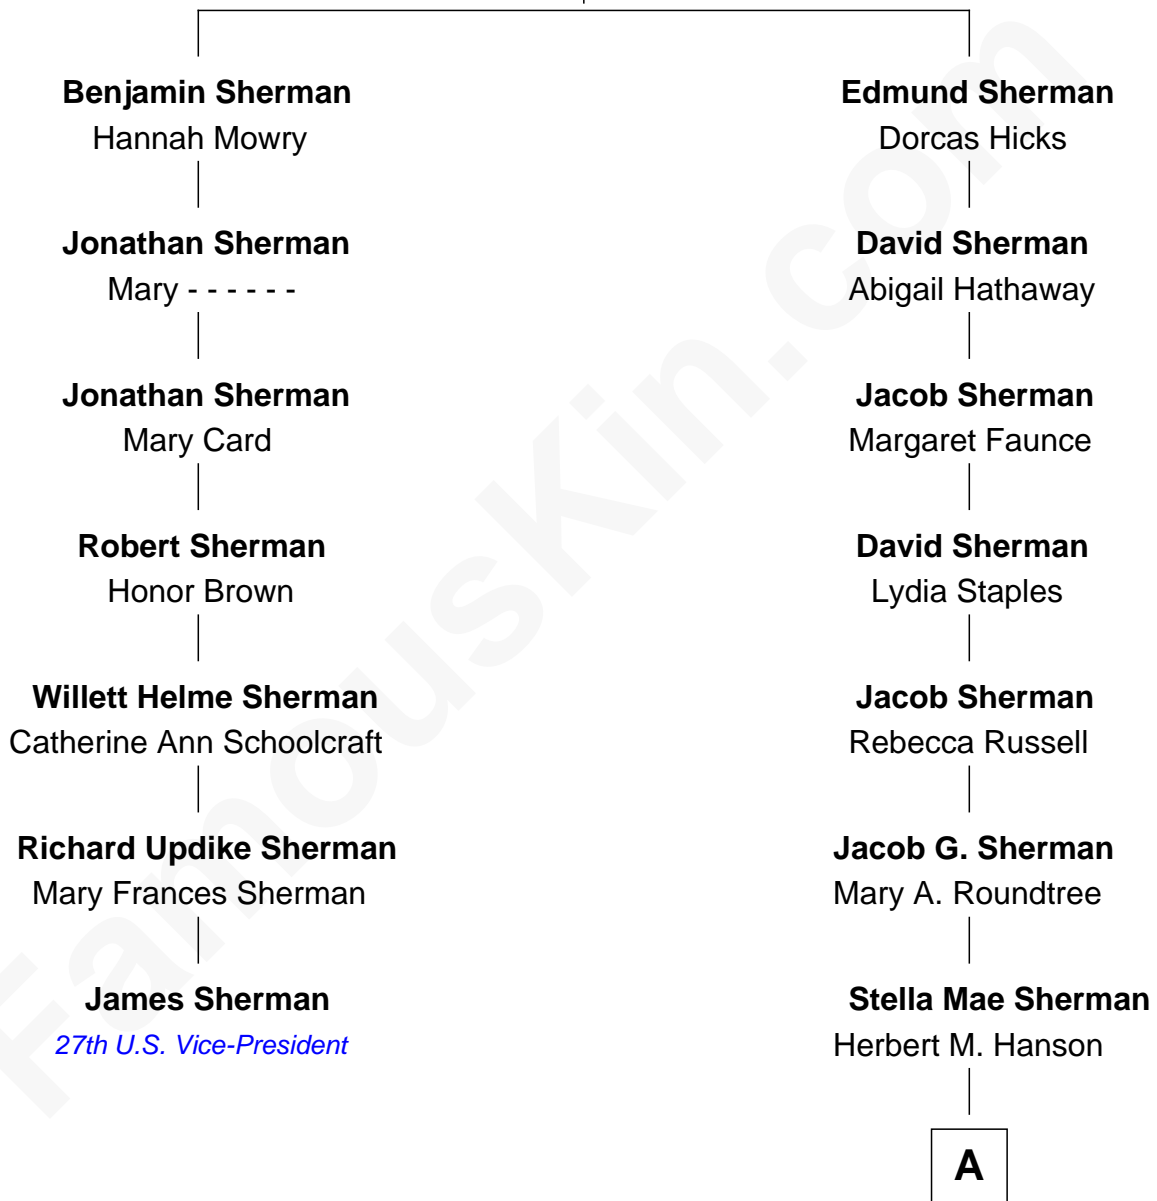 Benjamin Sherman
Hannah Mowry
Jonathan Sherman
Mary - - - - - -
Jonathan Sherman
Mary Card
Robert Sherman
Honor Brown
Willett Helme Sherman
Catherine Ann Schoolcraft
Richard Updike Sherman
Mary Frances Sherman
James Sherman
27th U.S. Vice-President
Edmund Sherman
Dorcas Hicks
David Sherman
Abigail Hathaway
Jacob Sherman
Margaret Faunce
David Sherman
Lydia Staples
Jacob Sherman
Rebecca Russell
Jacob G. Sherman
Mary A. Roundtree
Stella Mae Sherman
Herbert M. Hanson
A
FamousKin.com